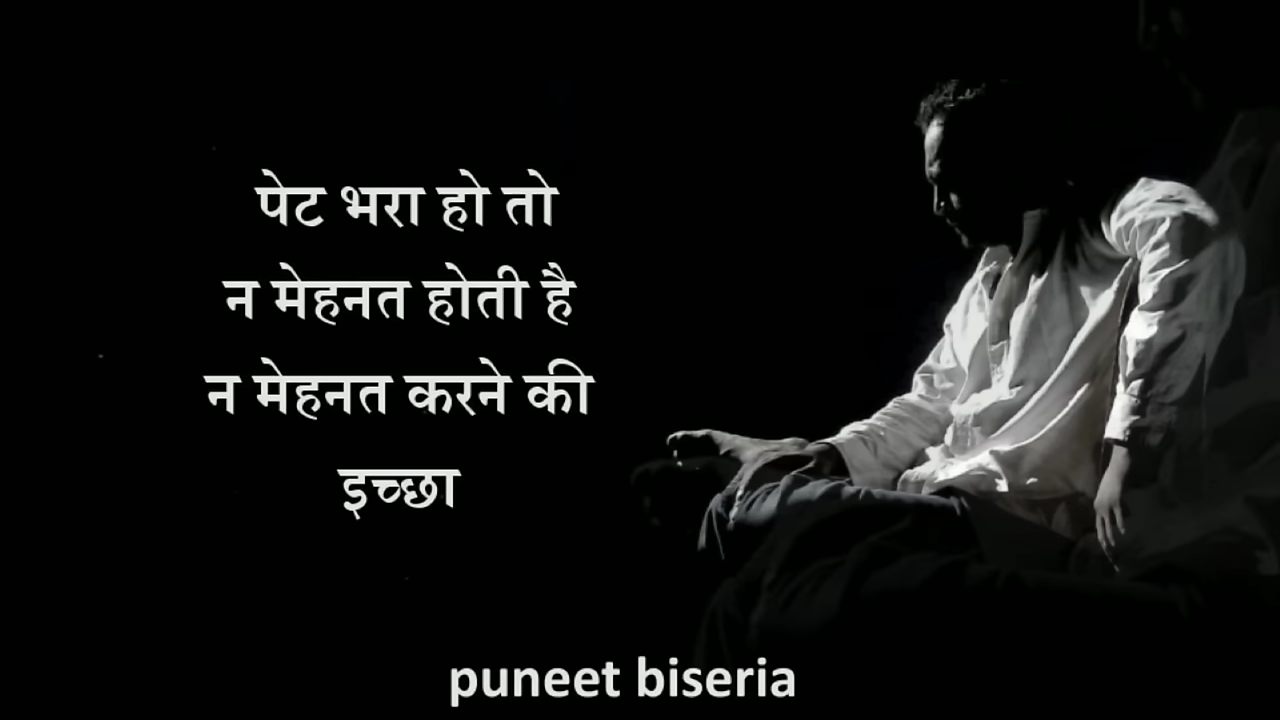 पेट भरा हो तो
न मेहनत होती है
न मेहनत करने की
इच्छा
puneet biseria